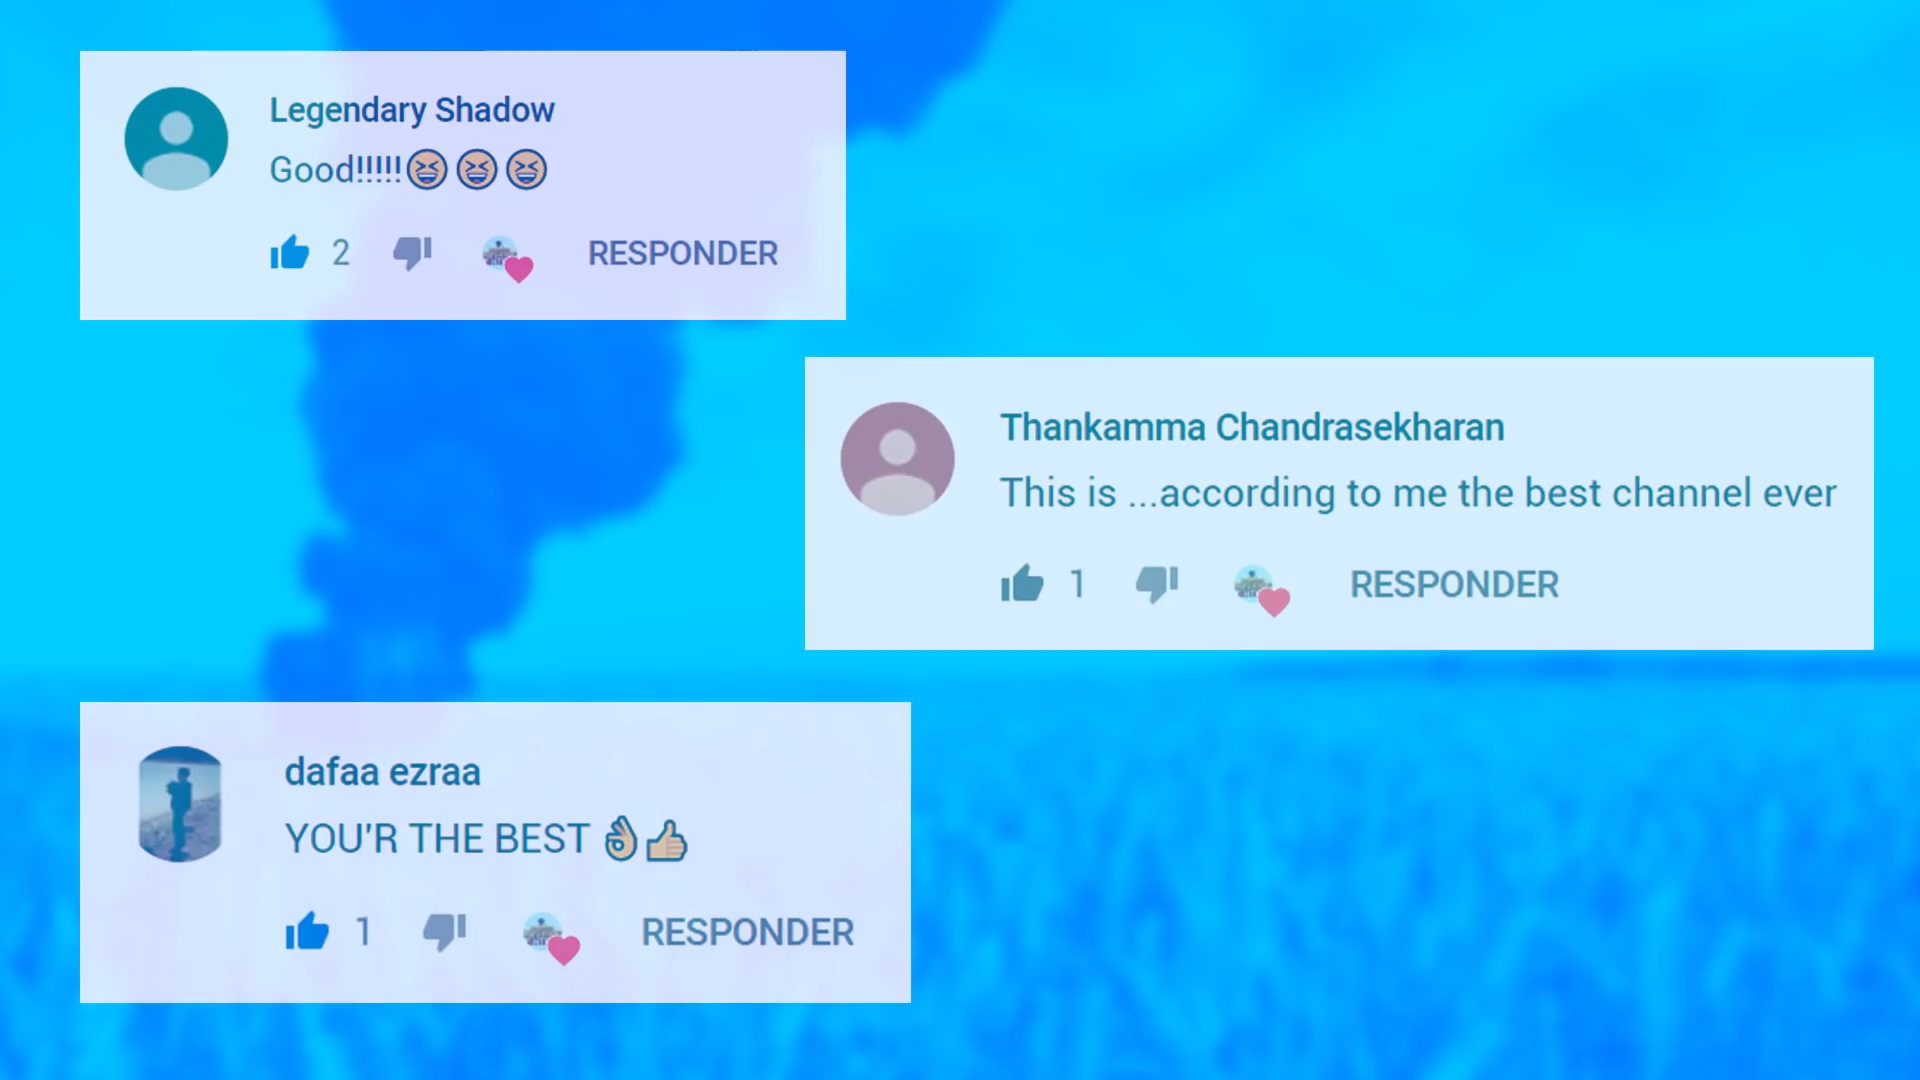 Legendary Shadow
Good!!!!!😆😆😆
2 RESPONDER
Thankamma Chandrasekharan
This is ...according to me the best channel ever
1 RESPONDER
dafaa ezraa
YOU'R THE BEST 👌👍
1 RESPONDER